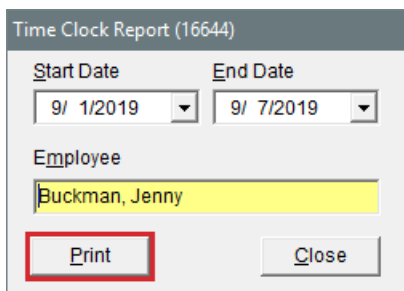 Time Clock Report (16644)
Start Date End Date
9/ 1/2019 9/ 7/2019
Employee
Buckman, Jenny
Print Close